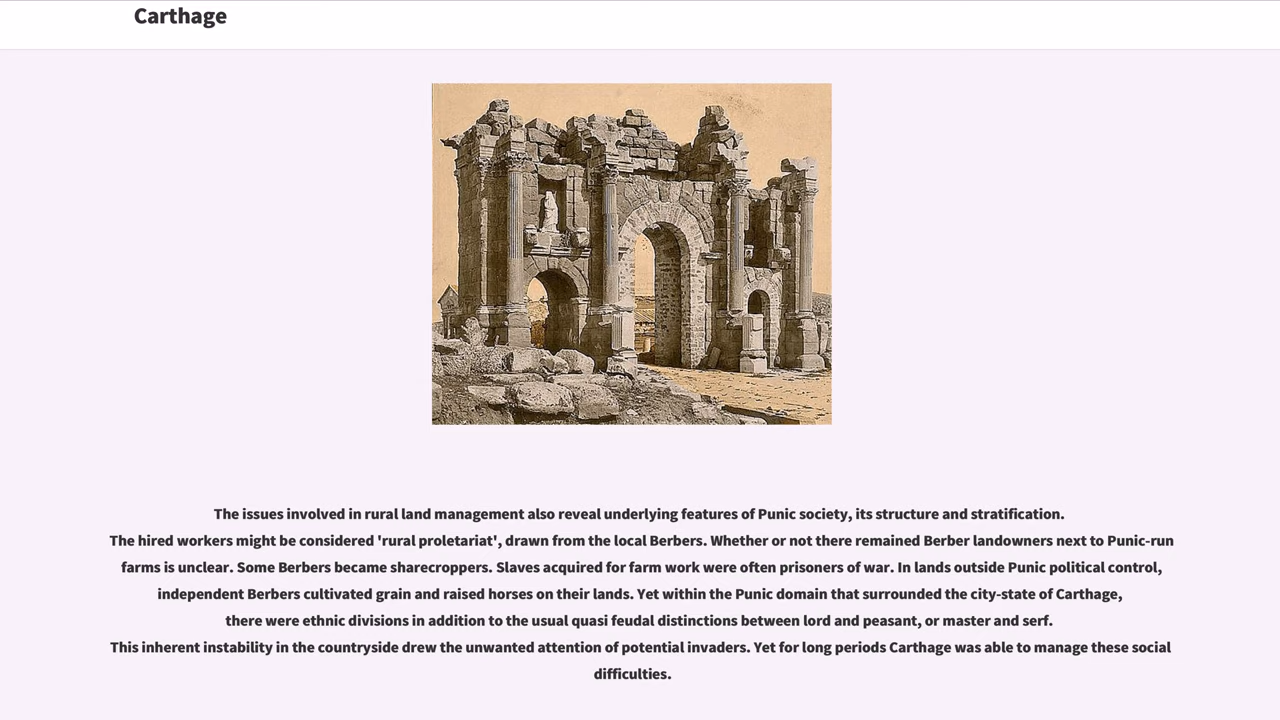 Carthage
The issues involved in rural land management also reveal underlying features of Punic society, its structure and stratification.
The hired workers might be considered 'rural proletariat', drawn from the local Berbers. Whether or not there remained Berber landowners next to Punic-run
farms is unclear. Some Berbers became sharecroppers. Slaves acquired for farm work were often prisoners of war. In lands outside Punic political control,
independent Berbers cultivated grain and raised horses on their lands. Yet within the Punic domain that surrounded the city-state of Carthage,
there were ethnic divisions in addition to the usual quasi feudal distinctions between lord and peasant, or master and serf.
This inherent instability in the countryside drew the unwanted attention of potential invaders. Yet for long periods Carthage was able to manage these social
difficulties.